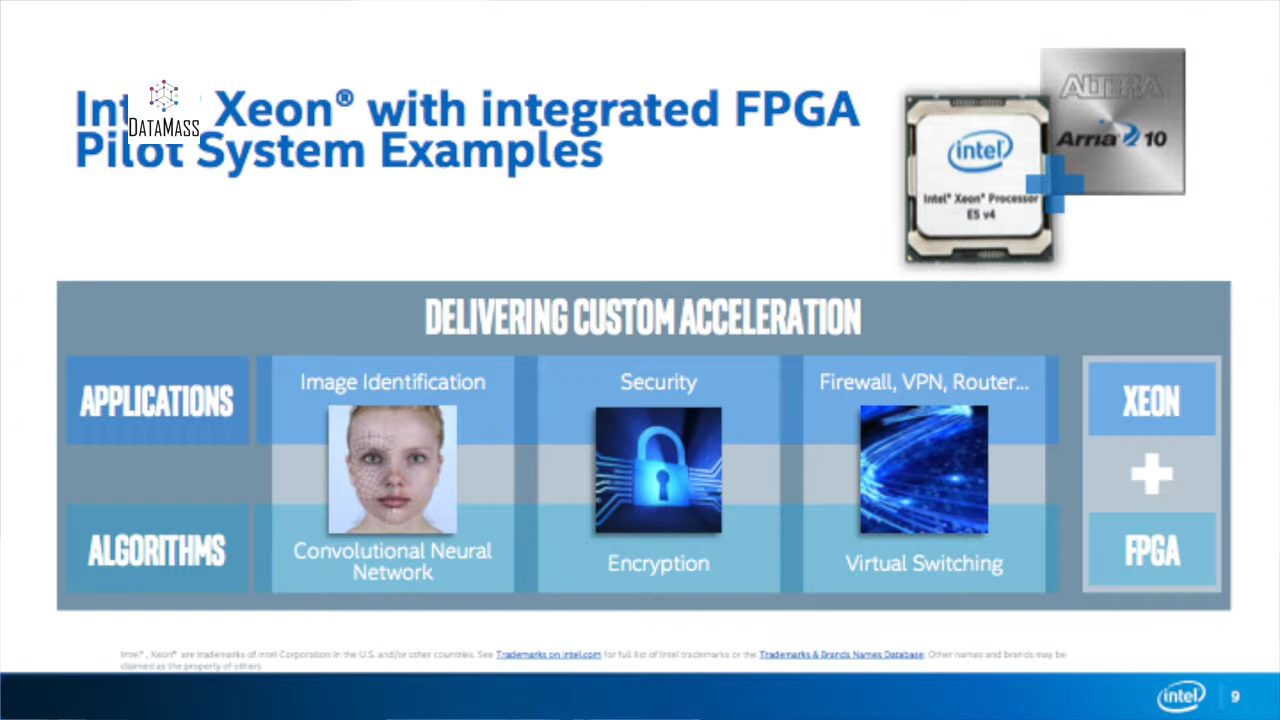 Int Xeon® with integrated FPGA
DATAMASS
Pilot System Examples
ALTERA
Arria 10
intel
Intel® Xeon® Processor
E5 v4
DELIVERING CUSTOM ACCELERATION
APPLICATIONS
Image Identification
Security
Firewall, VPN, Router...
XEON
+
ALGORITHMS
Convolutional Neural
Network
Encryption
Virtual Switching
FPGA
Intel®, Xeon® are trademarks of Intel Corporation in the U.S. and/or other countries. See Trademarks on intel.com for full list of Intel trademarks or the Trademarks & Brands Names Database. Other names and brands may be
claimed as the property of others
intel
9